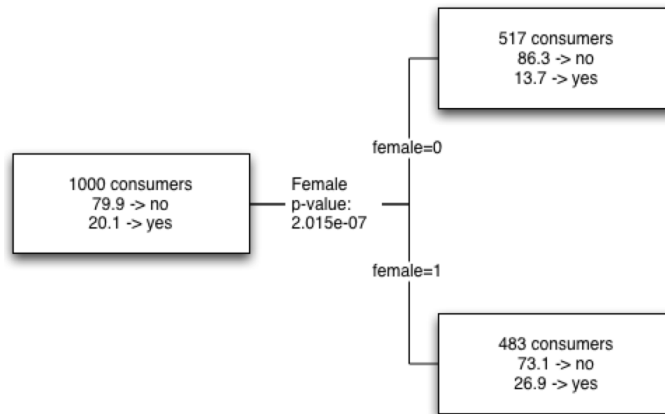 1000 consumers
79.9 -> no
20.1 -> yes
Female
p-value:
2.015e-07
female=0
517 consumers
86.3 -> no
13.7 -> yes
female=1
483 consumers
73.1 -> no
26.9 -> yes